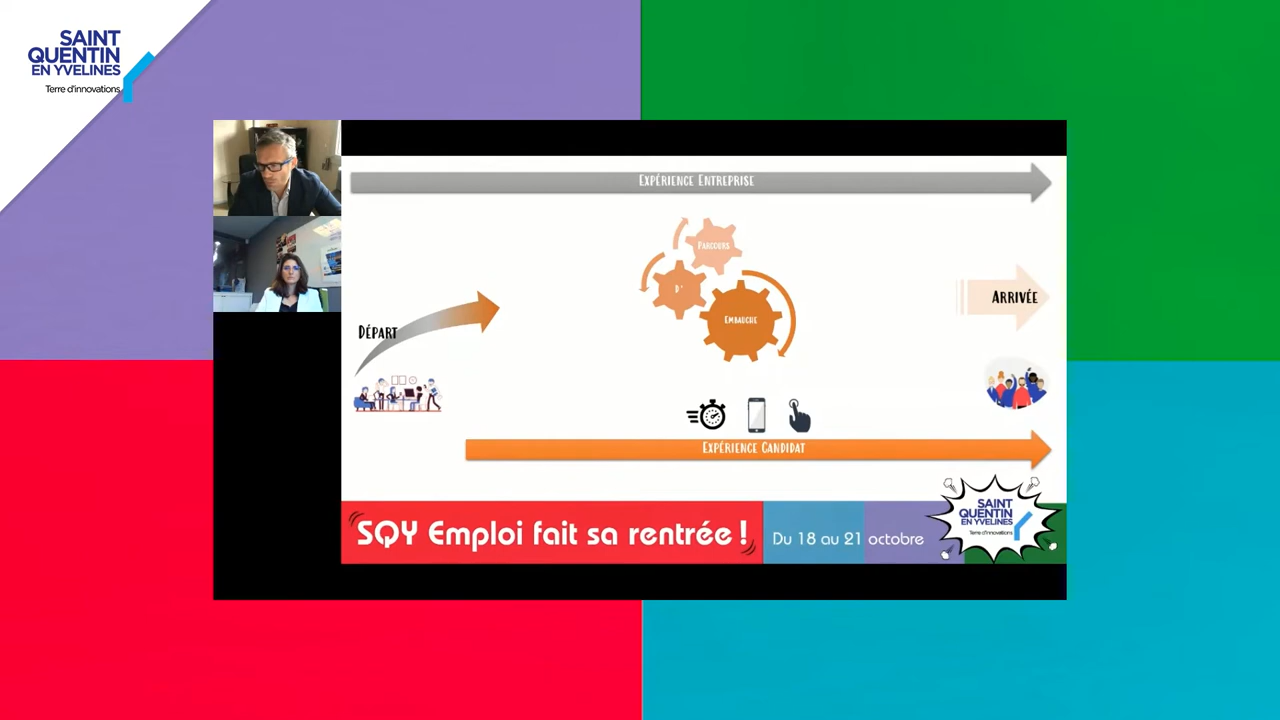 SAINT
QUENTIN
EN YVELINES
Terre d'innovations
EXPÉRIENCE ENTREPRISE
PARCOURS
D'
EMBAUCHE
DÉPART
ARRIVÉE
EXPÉRIENCE CANDIDAT
SQY Emploi fait sa rentrée !
Du 18 au 21 octobre
SAINT
QUENTIN
EN YVELINES
Terre d'innovations